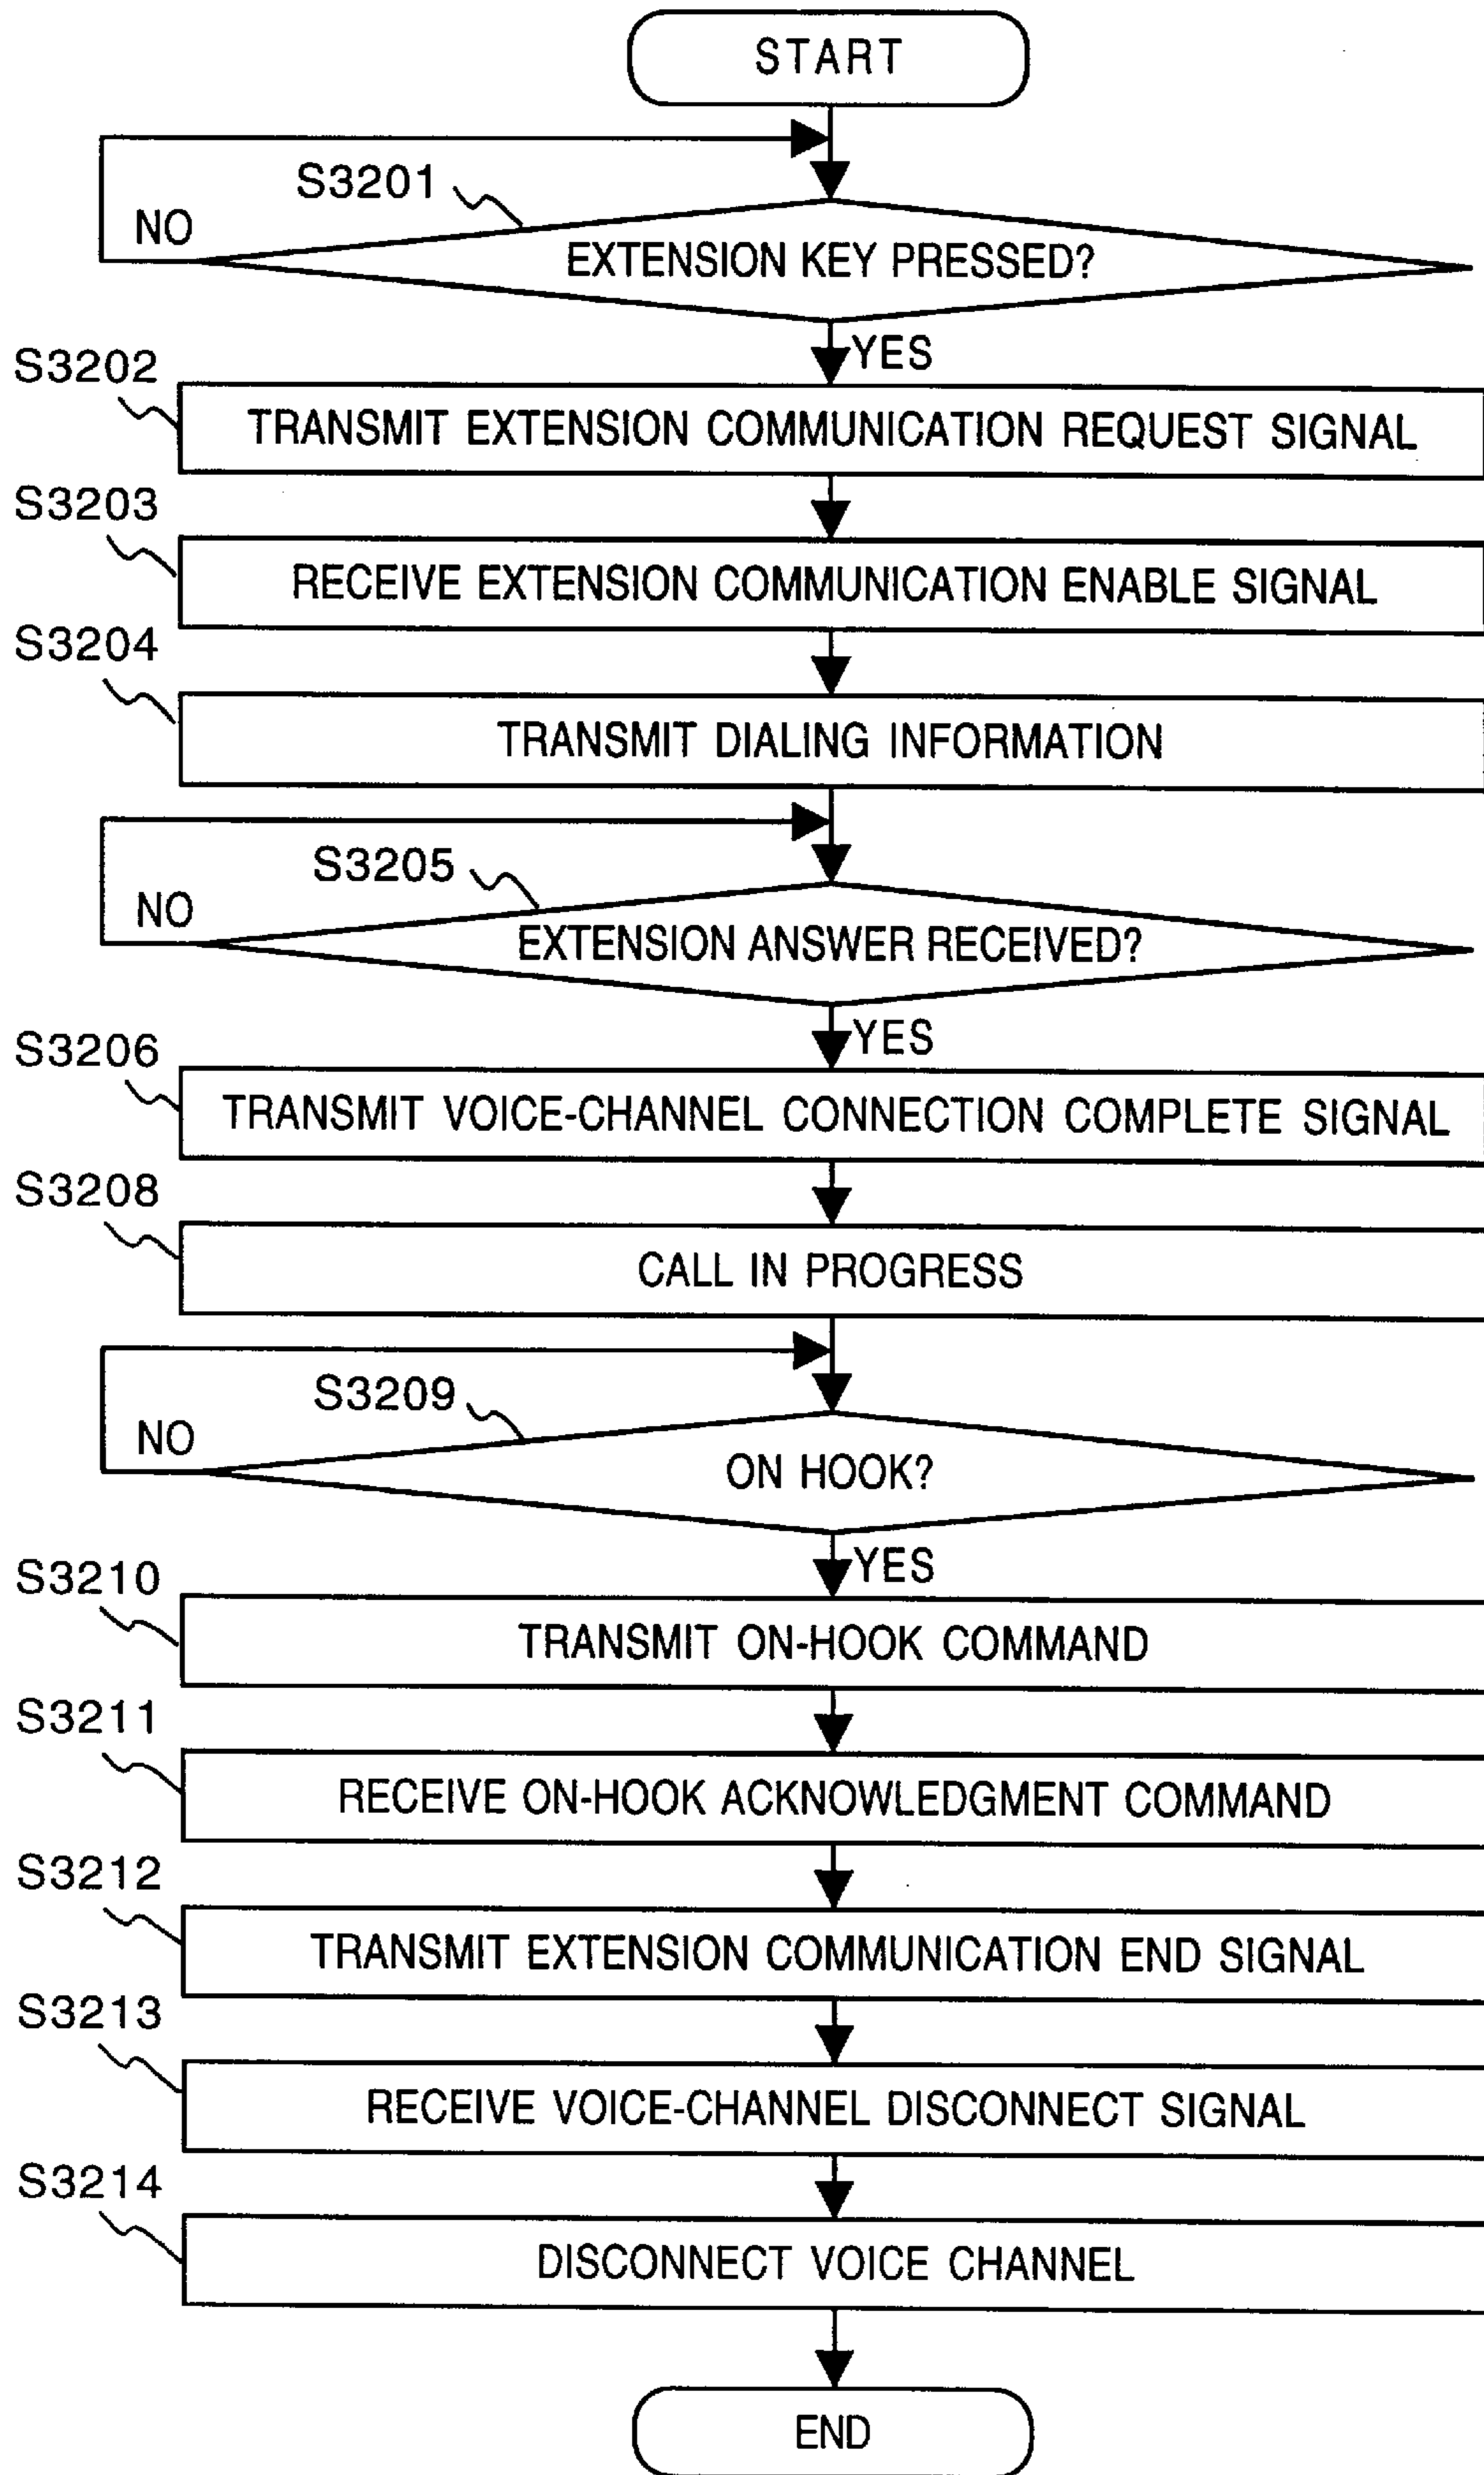 START
S3201
NO
EXTENSION KEY PRESSED?
YES
S3202
TRANSMIT EXTENSION COMMUNICATION REQUEST SIGNAL
S3203
RECEIVE EXTENSION COMMUNICATION ENABLE SIGNAL
S3204
TRANSMIT DIALING INFORMATION
S3205
NO
EXTENSION ANSWER RECEIVED?
YES
S3206
TRANSMIT VOICE-CHANNEL CONNECTION COMPLETE SIGNAL
S3208
CALL IN PROGRESS
S3209
NO
ON HOOK?
YES
S3210
TRANSMIT ON-HOOK COMMAND
S3211
RECEIVE ON-HOOK ACKNOWLEDGMENT COMMAND
S3212
TRANSMIT EXTENSION COMMUNICATION END SIGNAL
S3213
RECEIVE VOICE-CHANNEL DISCONNECT SIGNAL
S3214
DISCONNECT VOICE CHANNEL
END